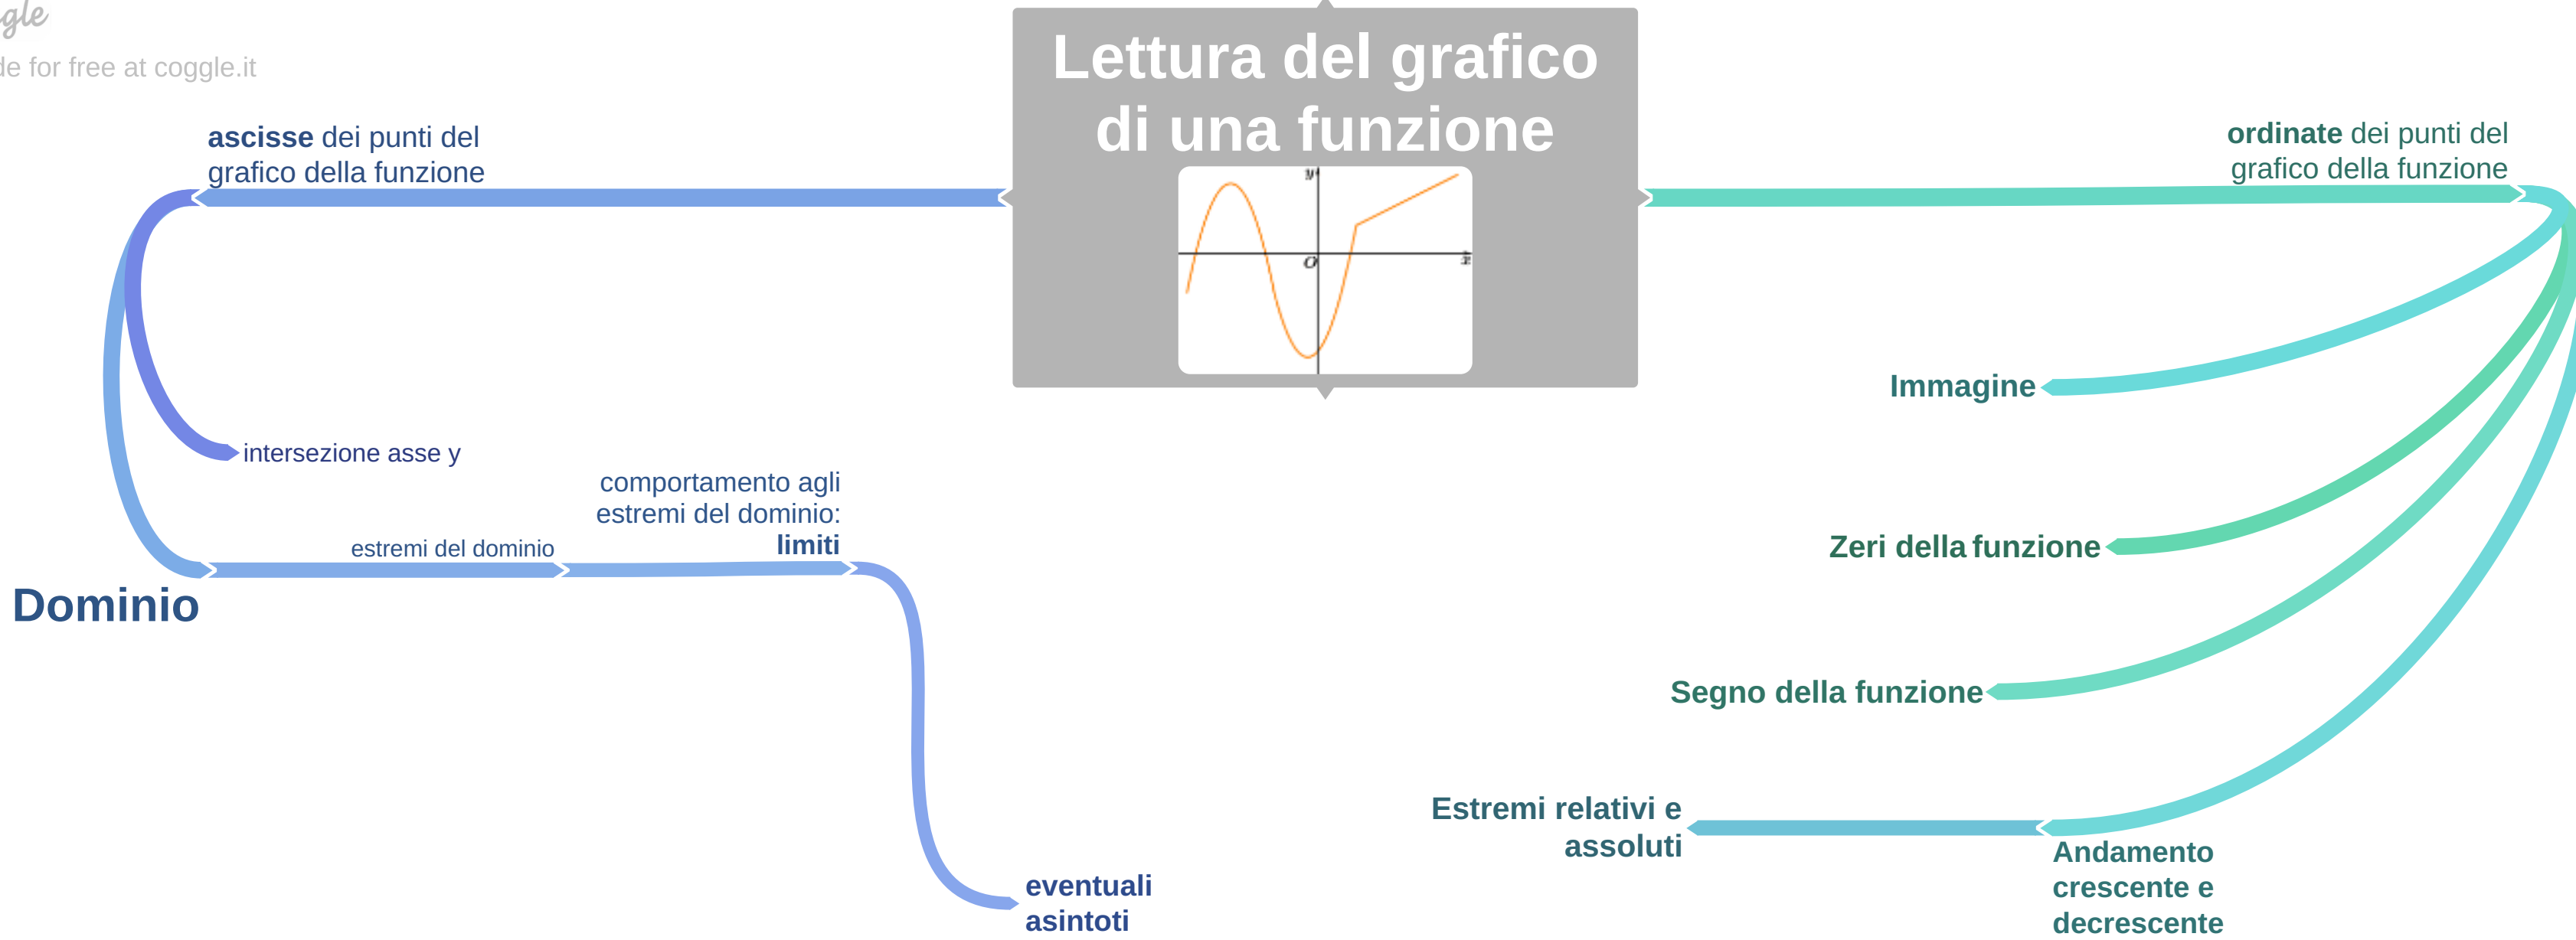 gle
de for free at coggle.it
Lettura del grafico
di una funzione
y
O
x
ascisse dei punti del
grafico della funzione
intersezione asse y
Dominio
estremi del dominio
comportamento agli
estremi del dominio:
limiti
eventuali
asintoti
ordinate dei punti del
grafico della funzione
Immagine
Zeri della funzione
Segno della funzione
Andamento
crescente e
decrescente
Estremi relativi e
assoluti